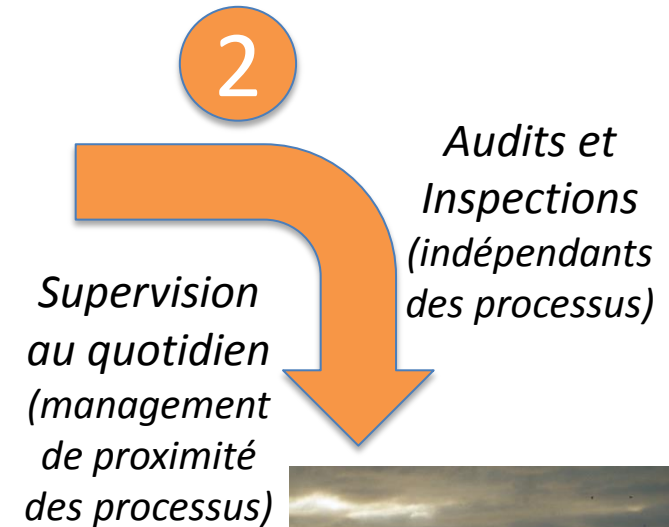 2
Audits et
Inspections
(indépendants
des processus)
Supervision
au quotidien
(management
de proximité
des processus)